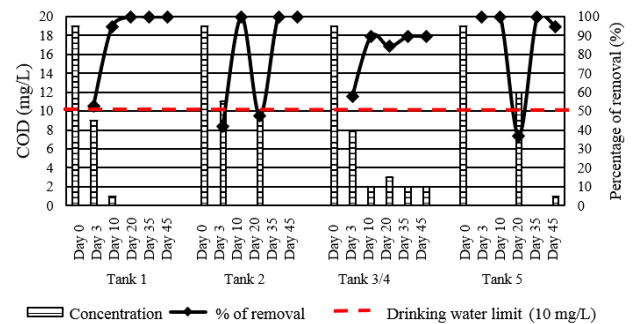 COD (mg/L)
20
18
16
14
12
10
8
6
4
2
0
100
90
80
70
60
50
40
30
20
10
0
Percentage of removal (%)
Day 0
Day 3
Day 10
Day 20
Day 35
Day 45
Day 0
Day 3
Day 10
Day 20
Day 35
Day 45
Day 0
Day 3
Day 10
Day 20
Day 35
Day 45
Day 0
Day 3
Day 10
Day 20
Day 35
Day 45
Tank 1 Tank 2 Tank 3/4 Tank 5
Concentration % of removal Drinking water limit (10 mg/L)